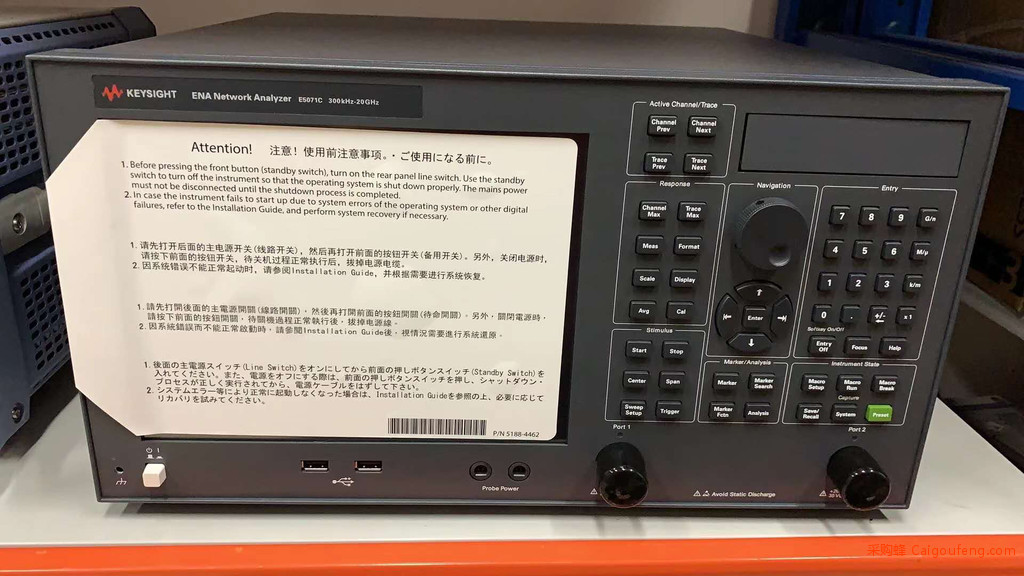 KEYSIGHT ENA Network Analyzer E5071C 300kHz-20GHz
Attention! 注意! 使用前注意事项。・ご使用になる前に。
1. Before pressing the front button (standby switch), turn on the rear panel line switch. Use the standby
switch to turn off the instrument so that the operating system is shut down properly. The mains power
must not be disconnected until the shutdown process is completed.
2. In case the instrument fails to start up due to system errors of the operating system or other digital
failures, refer to the Installation Guide, and perform system recovery if necessary.
1. 请先打开后面的主电源开关(线路开关), 然后再打开前面的按钮开关(备用开关)。另外, 关闭电源时,
请按下前面的按钮开关, 待关机过程正常执行后, 拔掉电源电缆。
2. 因系统错误不能正常起动时, 请参阅Installation Guide, 并根据需要进行系统恢复。
1. 請先打開後面的主電源開關(線路開關), 然後再打開前面的按鈕開關(待命開關)。另外, 關閉電源時,
請按下前面的按鈕開關, 待關機過程正常執行後, 拔掉電源線。
2. 因系統錯誤而不能正常啟動時, 請參閱Installation Guide後, 視情況需要進行系統還原。
1. 後面の主電源スイッチ(Line Switch)をオンにしてから前面の押しボタンスイッチ(Standby Switch)を
入れてください。また、電源をオフにする際は、前面の押しボタンスイッチを押し、シャットダウン・
プロセスが正しく実行されてから、電源ケーブルをはずして下さい。
2. システムエラー等により正常に起動しなくなった場合は、Installation Guideを参照の上、必要に応じて
リカバリを試みてください。
P/N 5188-4462
Active Channel/Trace
Channel Prev
Channel Next
Trace Prev
Trace Next
Response
Channel Max
Trace Max
Meas
Format
Scale
Display
Avg
Cal
Stimulus
Start
Stop
Center
Span
Sweep Setup
Trigger
Navigation
Enter
Marker/Analysis
Marker
Marker Search
Marker Fctn
Analysis
Entry
7 8 9 G/n
4 5 6 M/µ
1 2 3 k/m
0 . +/- x1
Softkey On/Off
Entry Off
Focus
Help
Instrument State
Macro Setup
Macro Run
Macro Break
Capture
Save/Recall
System
Preset
Port 1
Port 2
Probe Power
Avoid Static Discharge
采购蜂 Caigoufeng.com